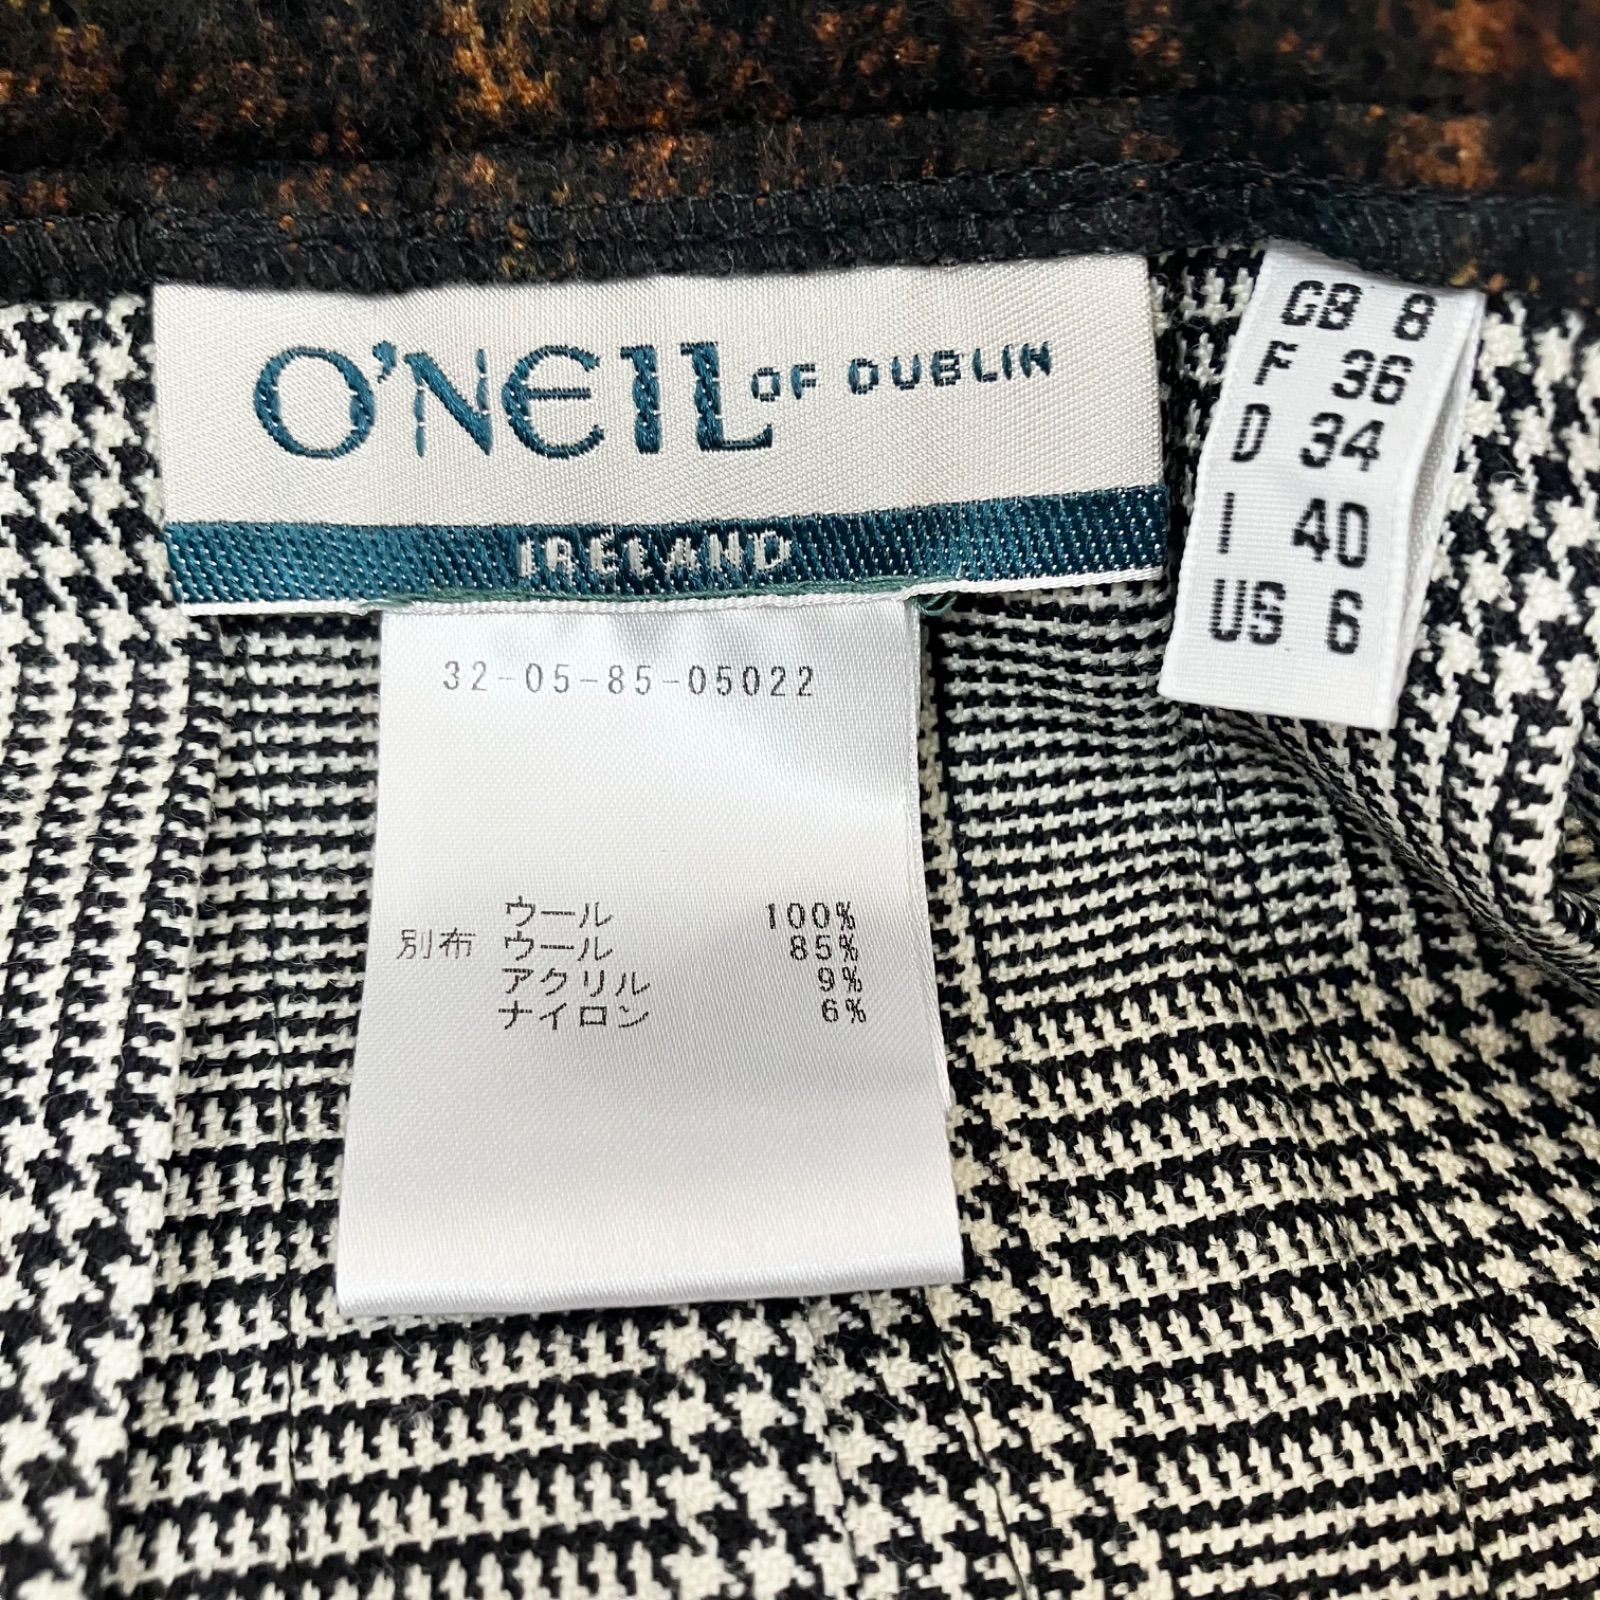 O'NEIL OF DUBLIN
IRELAND
GB 8
F 36
D 34
I 40
US 6
32-05-85-05022
ウール 100%
別布 ウール 85%
アクリル 9%
ナイロン 6%